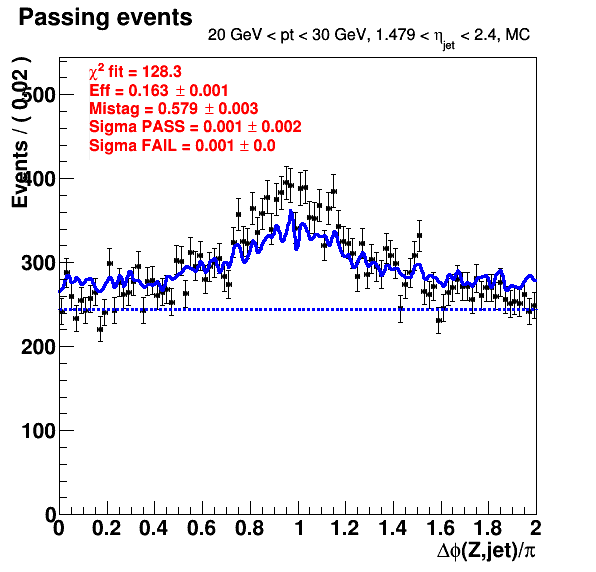 Passing events
20 GeV < pt < 30 GeV, 1.479 < η_jet < 2.4, MC
χ² fit = 128.3
Eff = 0.163 ± 0.001
Mistag = 0.579 ± 0.003
Sigma PASS = 0.001 ± 0.002
Sigma FAIL = 0.001 ± 0.0
Events / ( 0.02 )
500
400
300
200
100
0
0 0.2 0.4 0.6 0.8 1 1.2 1.4 1.6 1.8 2
Δϕ(Z,jet)/π